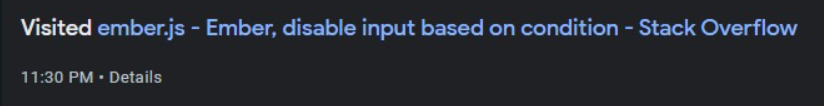 Visited ember.js - Ember, disable input based on condition - Stack Overflow
11:30 PM • Details